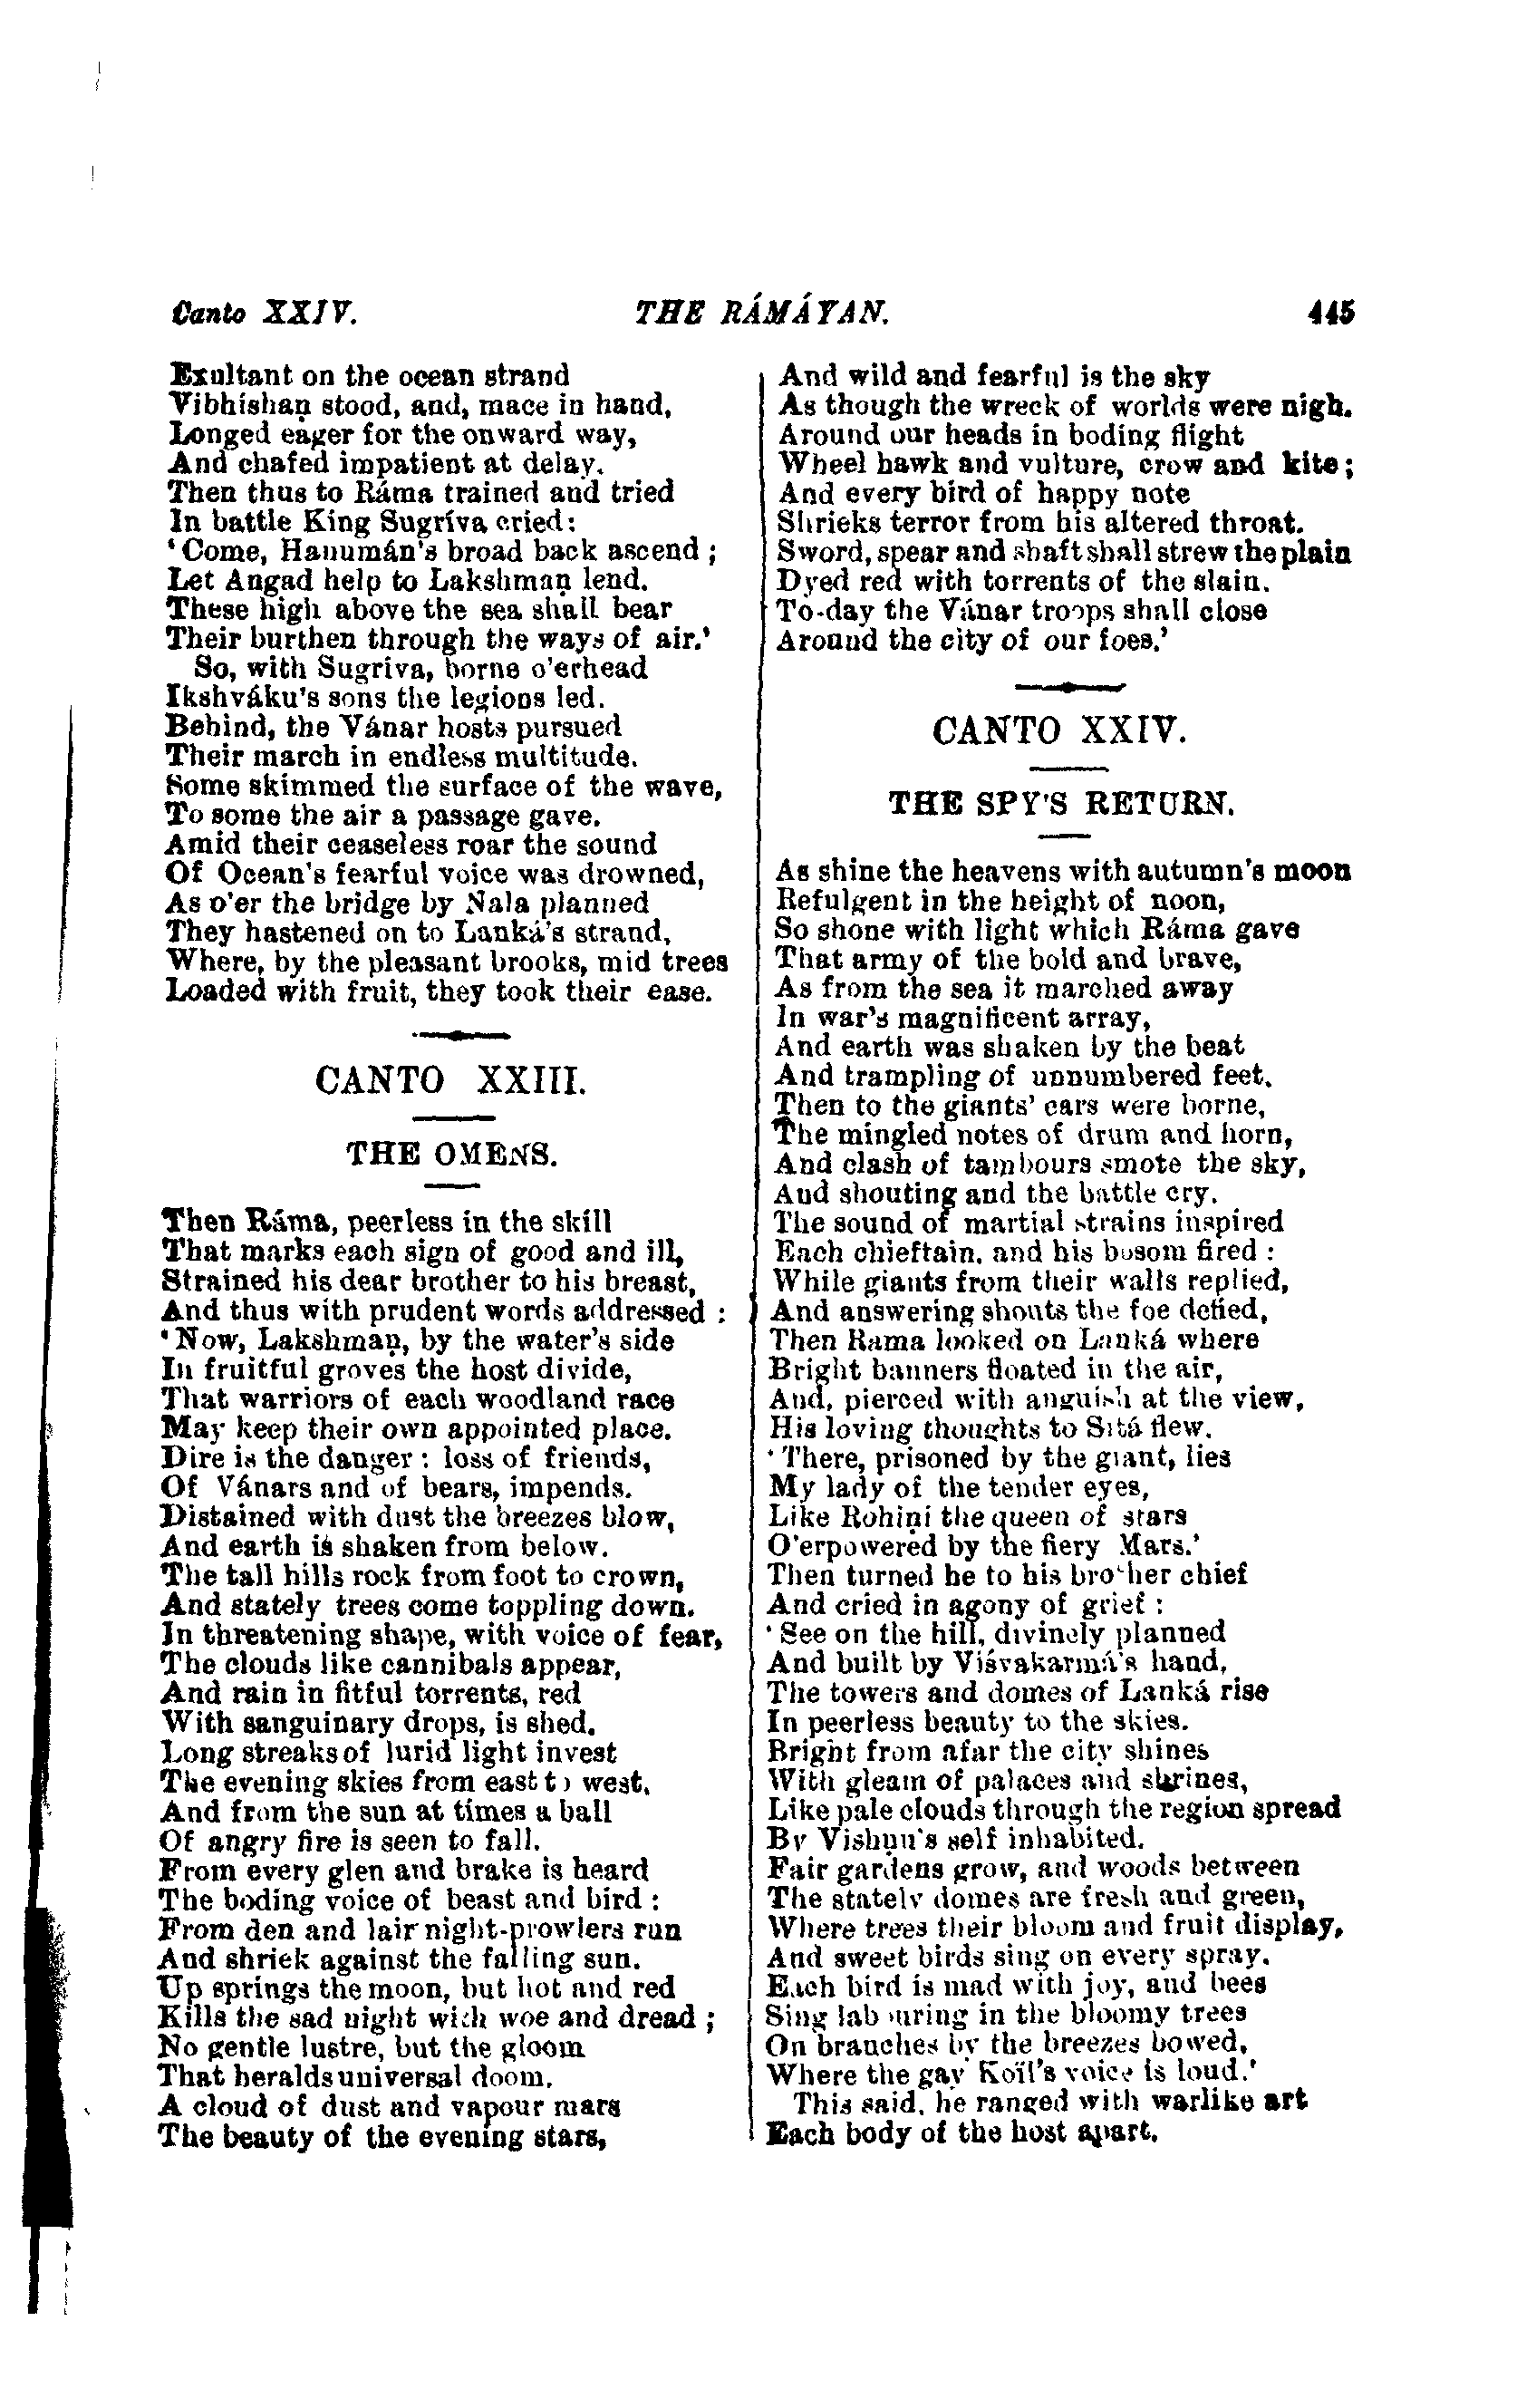 Canto XXIV. THE RÁMÁYAN. 445
Exultant on the ocean strand
Vibhíshaṇ stood, and, mace in hand,
Longed eager for the onward way,
And chafed impatient at delay.
Then thus to Ráma trained and tried
In battle King Sugríva cried:
'Come, Hanumán's broad back ascend;
Let Angad help to Lakshmaṇ lend.
These high above the sea shall bear
Their burthen through the ways of air.'
So, with Sugríva, borne o'erhead
Ikshváku's sons the legions led.
Behind, the Vánar hosts pursued
Their march in endless multitude.
Some skimmed the surface of the wave,
To some the air a passage gave.
Amid their ceaseless roar the sound
Of Ocean's fearful voice was drowned,
As o'er the bridge by Nala planned
They hastened on to Lanká's strand,
Where, by the pleasant brooks, mid trees
Loaded with fruit, they took their ease.
CANTO XXIII.
THE OMENS.
Then Ráma, peerless in the skill
That marks each sign of good and ill,
Strained his dear brother to his breast,
And thus with prudent words addressed :
'Now, Lakshmaṇ, by the water's side
In fruitful groves the host divide,
That warriors of each woodland race
May keep their own appointed place.
Dire is the danger : loss of friends,
Of Vánars and of bears, impends.
Distained with dust the breezes blow,
And earth is shaken from below.
The tall hills rock from foot to crown,
And stately trees come toppling down.
In threatening shape, with voice of fear,
The clouds like cannibals appear,
And rain in fitful torrents, red
With sanguinary drops, is shed.
Long streaks of lurid light invest
The evening skies from east to west.
And from the sun at times a ball
Of angry fire is seen to fall.
From every glen and brake is heard
The boding voice of beast and bird :
From den and lair night-prowlers run
And shriek against the falling sun.
Up springs the moon, but hot and red
Kills the sad night with woe and dread ;
No gentle lustre, but the gloom
That heralds universal doom.
A cloud of dust and vapour mars
The beauty of the evening stars,
And wild and fearful is the sky
As though the wreck of worlds were nigh.
Around our heads in boding flight
Wheel hawk and vulture, crow and kite;
And every bird of happy note
Shrieks terror from his altered throat.
Sword, spear and shaft shall strew the plain
Dyed red with torrents of the slain.
To-day the Vánar troops shall close
Around the city of our foes.'
CANTO XXIV.
THE SPY'S RETURN.
As shine the heavens with autumn's moon
Refulgent in the height of noon,
So shone with light which Ráma gave
That army of the bold and brave,
As from the sea it marched away
In war's magnificent array,
And earth was shaken by the beat
And trampling of unnumbered feet.
Then to the giants' ears were borne,
The mingled notes of drum and horn,
And clash of tambours smote the sky,
And shouting and the battle cry.
The sound of martial strains inspired
Each chieftain, and his bosom fired :
While giants from their walls replied,
And answering shouts the foe defied,
Then Rama looked on Lanká where
Bright banners floated in the air,
And, pierced with anguish at the view,
His loving thoughts to Sítá flew.
'There, prisoned by the giant, lies
My lady of the tender eyes,
Like Rohiṇí the queen of stars
O'erpowered by the fiery Mars.'
Then turned he to his brother chief
And cried in agony of grief :
'See on the hill, divinely planned
And built by Viśvakarmá's hand,
The towers and domes of Lanká rise
In peerless beauty to the skies.
Bright from afar the city shines
With gleam of palaces and shrines,
Like pale clouds through the region spread
By Vishṇu's self inhabited.
Fair gardens grow, and woods between
The stately domes are fresh and green,
Where trees their bloom and fruit display,
And sweet birds sing on every spray.
Each bird is mad with joy, and bees
Sing labouring in the bloomy trees
On branches by the breezes bowed,
Where the gay Koïl's voice is loud.'
This said, he ranged with warlike art
Each body of the host apart.